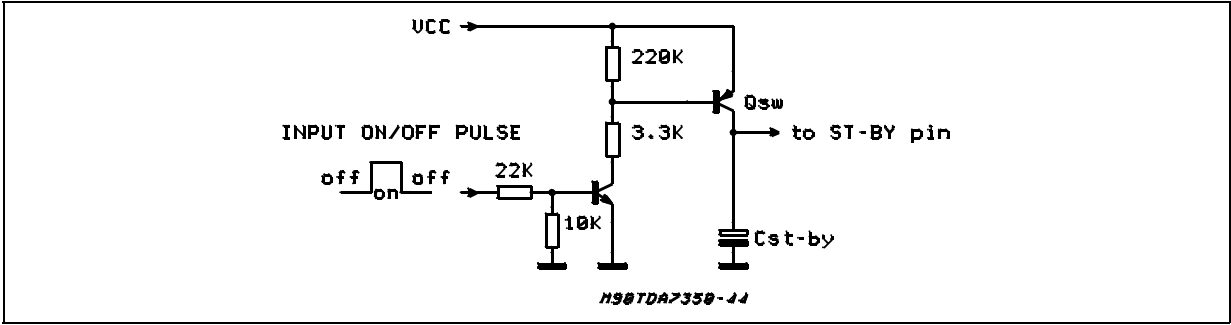 VCC
220K
Qsw
INPUT ON/OFF PULSE
3.3K
to ST-BY pin
off on off
22K
10K
Cst-by
M90TDA7350-44